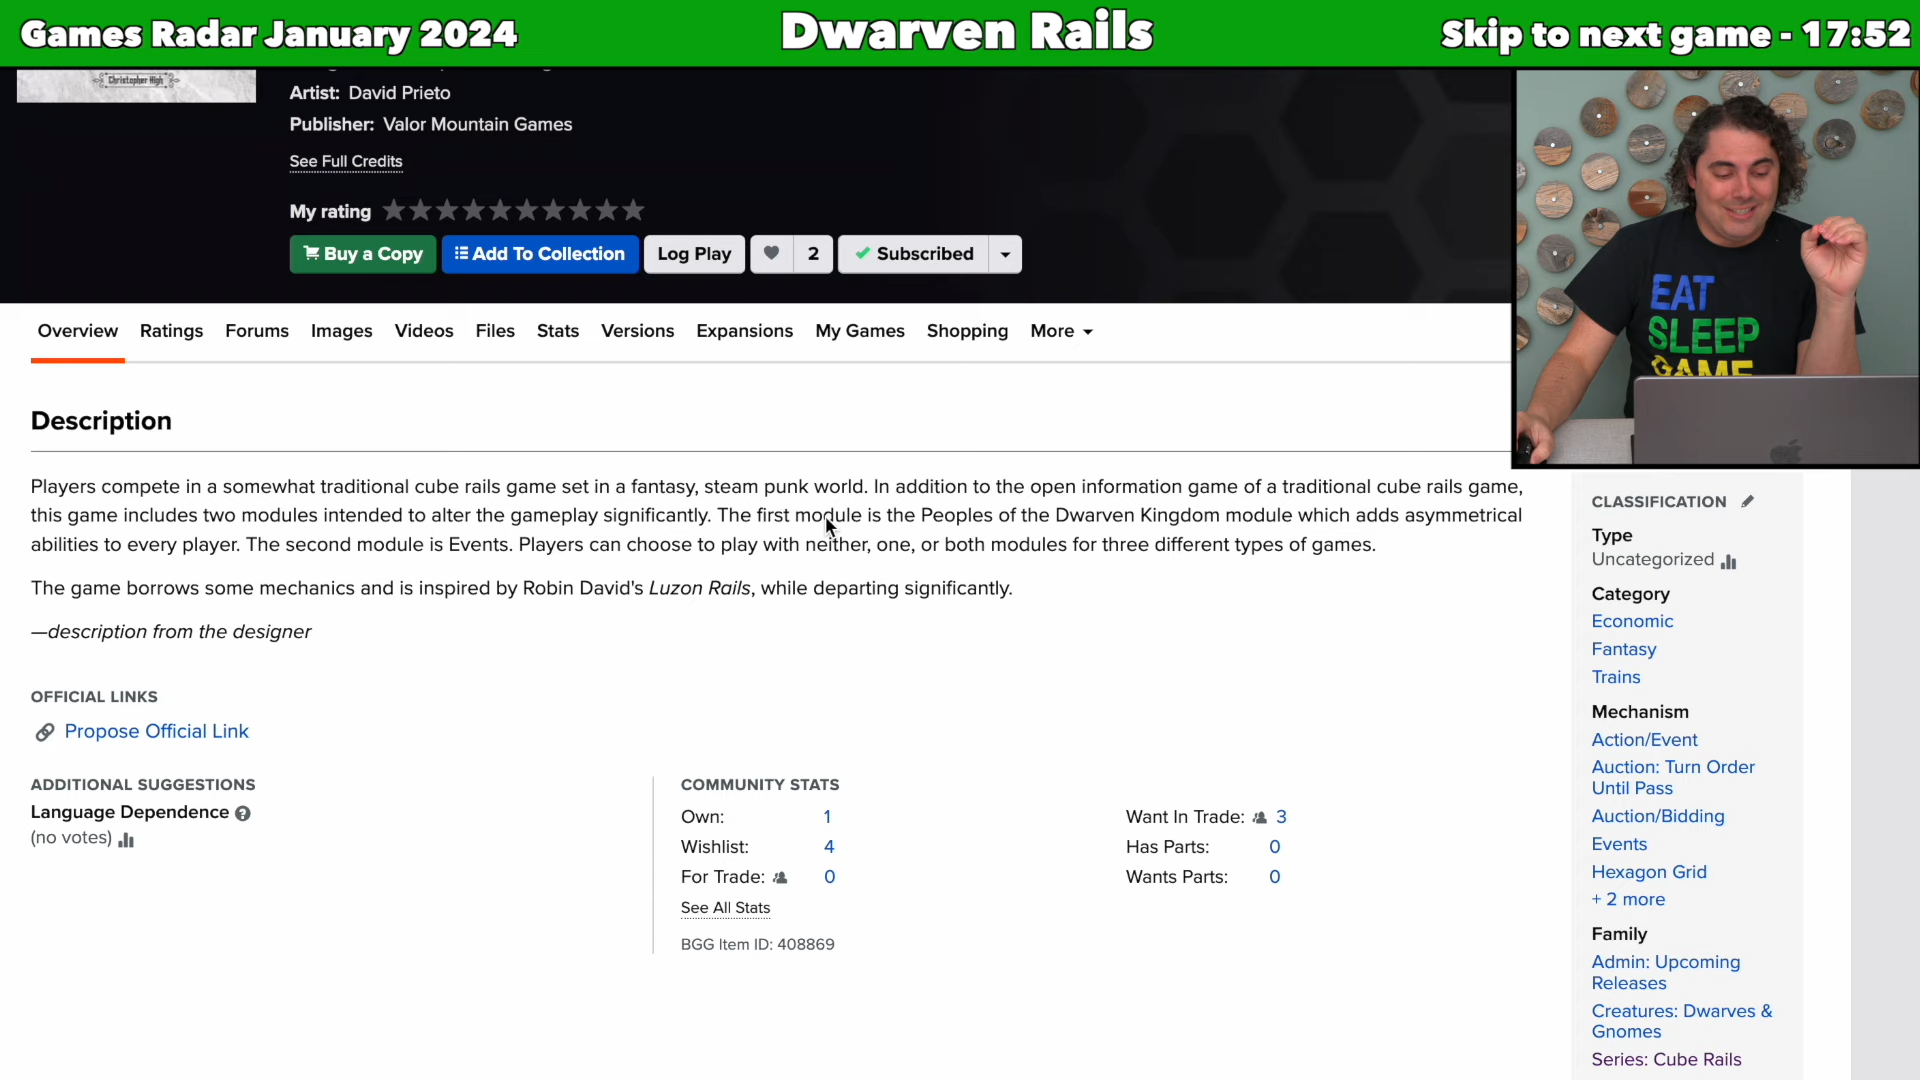 Games Radar January 2024
Dwarven Rails
Skip to next game - 17:52
Christopher High
Artist: David Prieto
Publisher: Valor Mountain Games
See Full Credits
My rating
Buy a Copy
Add To Collection
Log Play
2
Subscribed
EAT
SLEEP
GAME
Overview
Ratings
Forums
Images
Videos
Files
Stats
Versions
Expansions
My Games
Shopping
More
Description
Players compete in a somewhat traditional cube rails game set in a fantasy, steam punk world. In addition to the open information game of a traditional cube rails game,
this game includes two modules intended to alter the gameplay significantly. The first module is the Peoples of the Dwarven Kingdom module which adds asymmetrical
abilities to every player. The second module is Events. Players can choose to play with neither, one, or both modules for three different types of games.
The game borrows some mechanics and is inspired by Robin David's Luzon Rails, while departing significantly.
—description from the designer
OFFICIAL LINKS
Propose Official Link
ADDITIONAL SUGGESTIONS
Language Dependence
(no votes)
COMMUNITY STATS
Own: 1
Wishlist: 4
For Trade: 0
See All Stats
BGG Item ID: 408869
Want In Trade: 3
Has Parts: 0
Wants Parts: 0
CLASSIFICATION
Type
Uncategorized
Category
Economic
Fantasy
Trains
Mechanism
Action/Event
Auction: Turn Order
Until Pass
Auction/Bidding
Events
Hexagon Grid
+ 2 more
Family
Admin: Upcoming
Releases
Creatures: Dwarves &
Gnomes
Series: Cube Rails